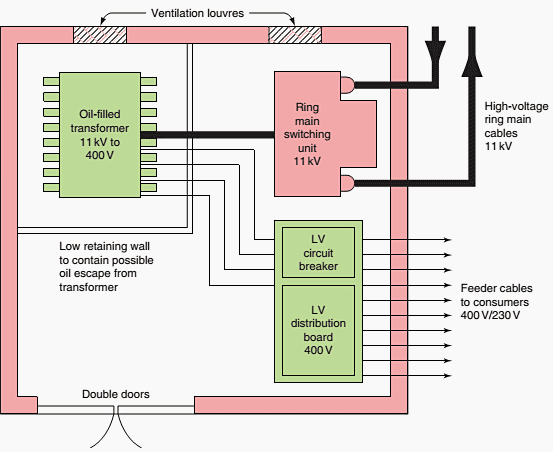 Ventilation louvres
Oil-filled
transformer
11 kV to
400 V
Ring
main
switching
unit
11 kV
High-voltage
ring main
cables
11 kV
Low retaining wall
to contain possible
oil escape from
transformer
LV
circuit
breaker
LV
distribution
board
400 V
Feeder cables
to consumers
400 V/230 V
Double doors